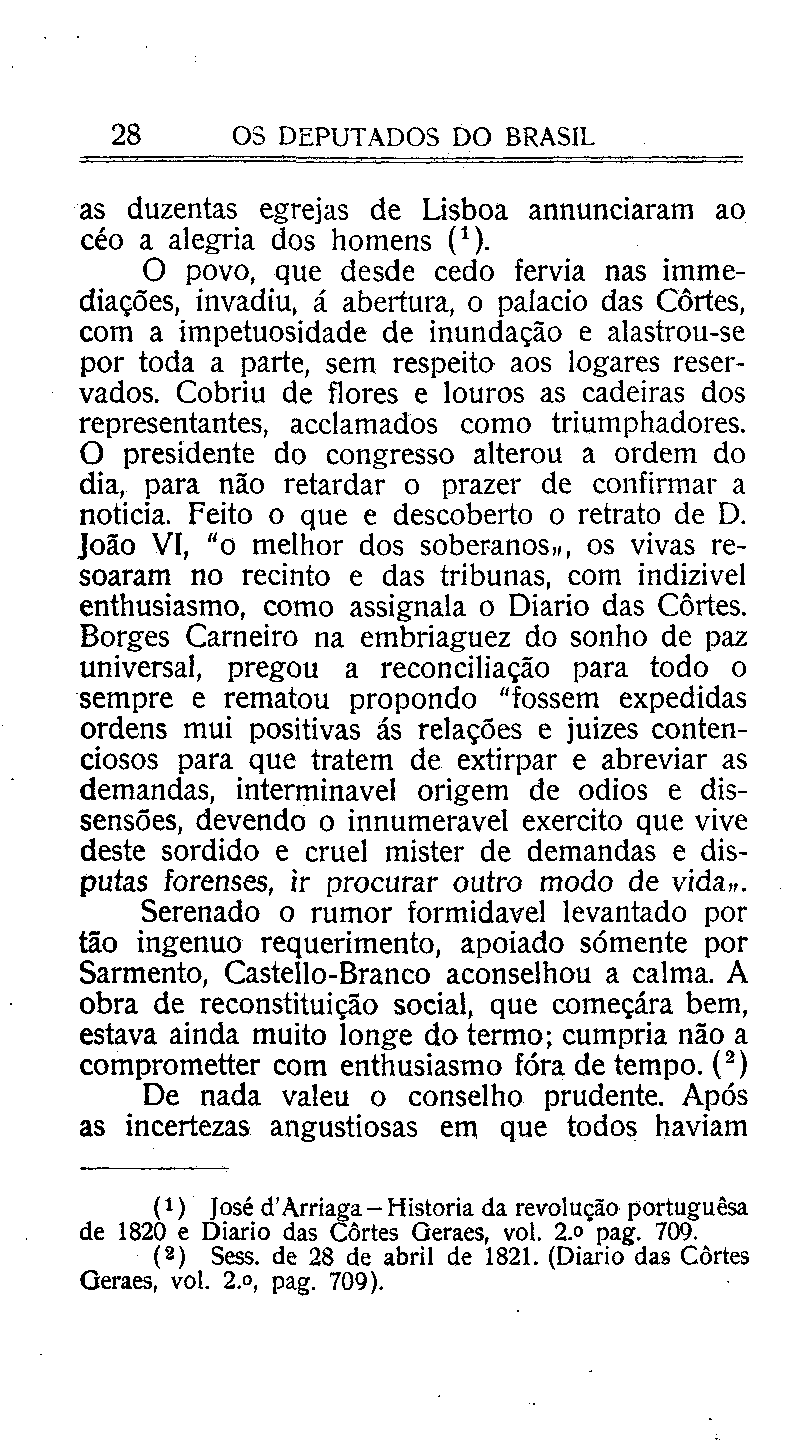 28 OS DEPUTADOS DO BRASIL
as duzentas egrejas de Lisboa annunciaram ao
céo a alegria dos homens (¹).
O povo, que desde cedo fervia nas imme-
diações, invadiu, á abertura, o palacio das Côrtes,
com a impetuosidade de inundação e alastrou-se
por toda a parte, sem respeito aos logares reser-
vados. Cobriu de flores e louros as cadeiras dos
representantes, acclamados como triumphadores.
O presidente do congresso alterou a ordem do
dia, para não retardar o prazer de confirmar a
noticia. Feito o que e descoberto o retrato de D.
João VI, "o melhor dos soberanos„, os vivas re-
soaram no recinto e das tribunas, com indizivel
enthusiasmo, como assignala o Diario das Côrtes.
Borges Carneiro na embriaguez do sonho de paz
universal, pregou a reconciliação para todo o
sempre e rematou propondo "fossem expedidas
ordens mui positivas ás relações e juizes conten-
ciosos para que tratem de extirpar e abreviar as
demandas, interminavel origem de odios e dis-
sensões, devendo o innumeravel exercito que vive
deste sordido e cruel mister de demandas e dis-
putas forenses, ir procurar outro modo de vida„.
Serenado o rumor formidavel levantado por
tão ingenuo requerimento, apoiado sómente por
Sarmento, Castello-Branco aconselhou a calma. A
obra de reconstituição social, que começára bem,
estava ainda muito longe do termo; cumpria não a
comprometter com enthusiasmo fóra de tempo. (²)
De nada valeu o conselho prudente. Após
as incertezas angustiosas em que todos haviam
(¹) José d'Arriaga — Historia da revolução portuguêsa
de 1820 e Diario das Côrtes Geraes, vol. 2.º pag. 709.
(²) Sess. de 28 de abril de 1821. (Diario das Côrtes
Geraes, vol. 2.º, pag. 709).